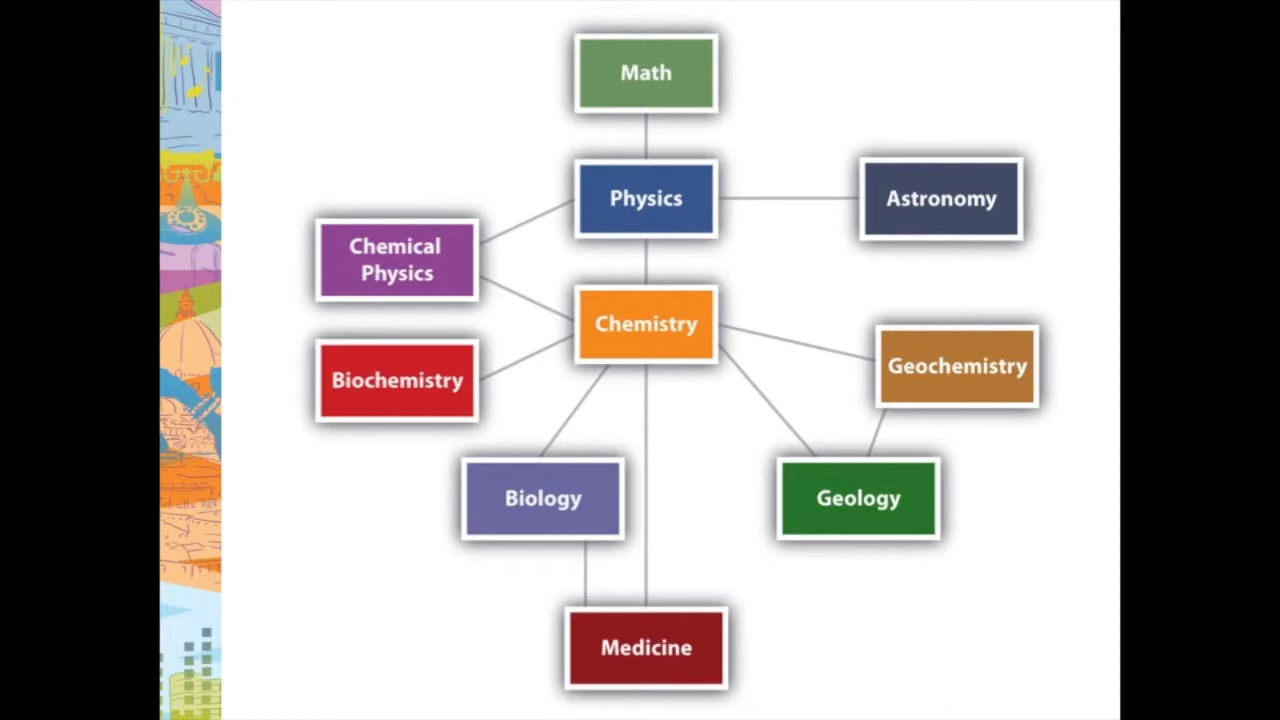 Math
Physics
Astronomy
Chemical
Physics
Chemistry
Geochemistry
Biochemistry
Biology
Geology
Medicine